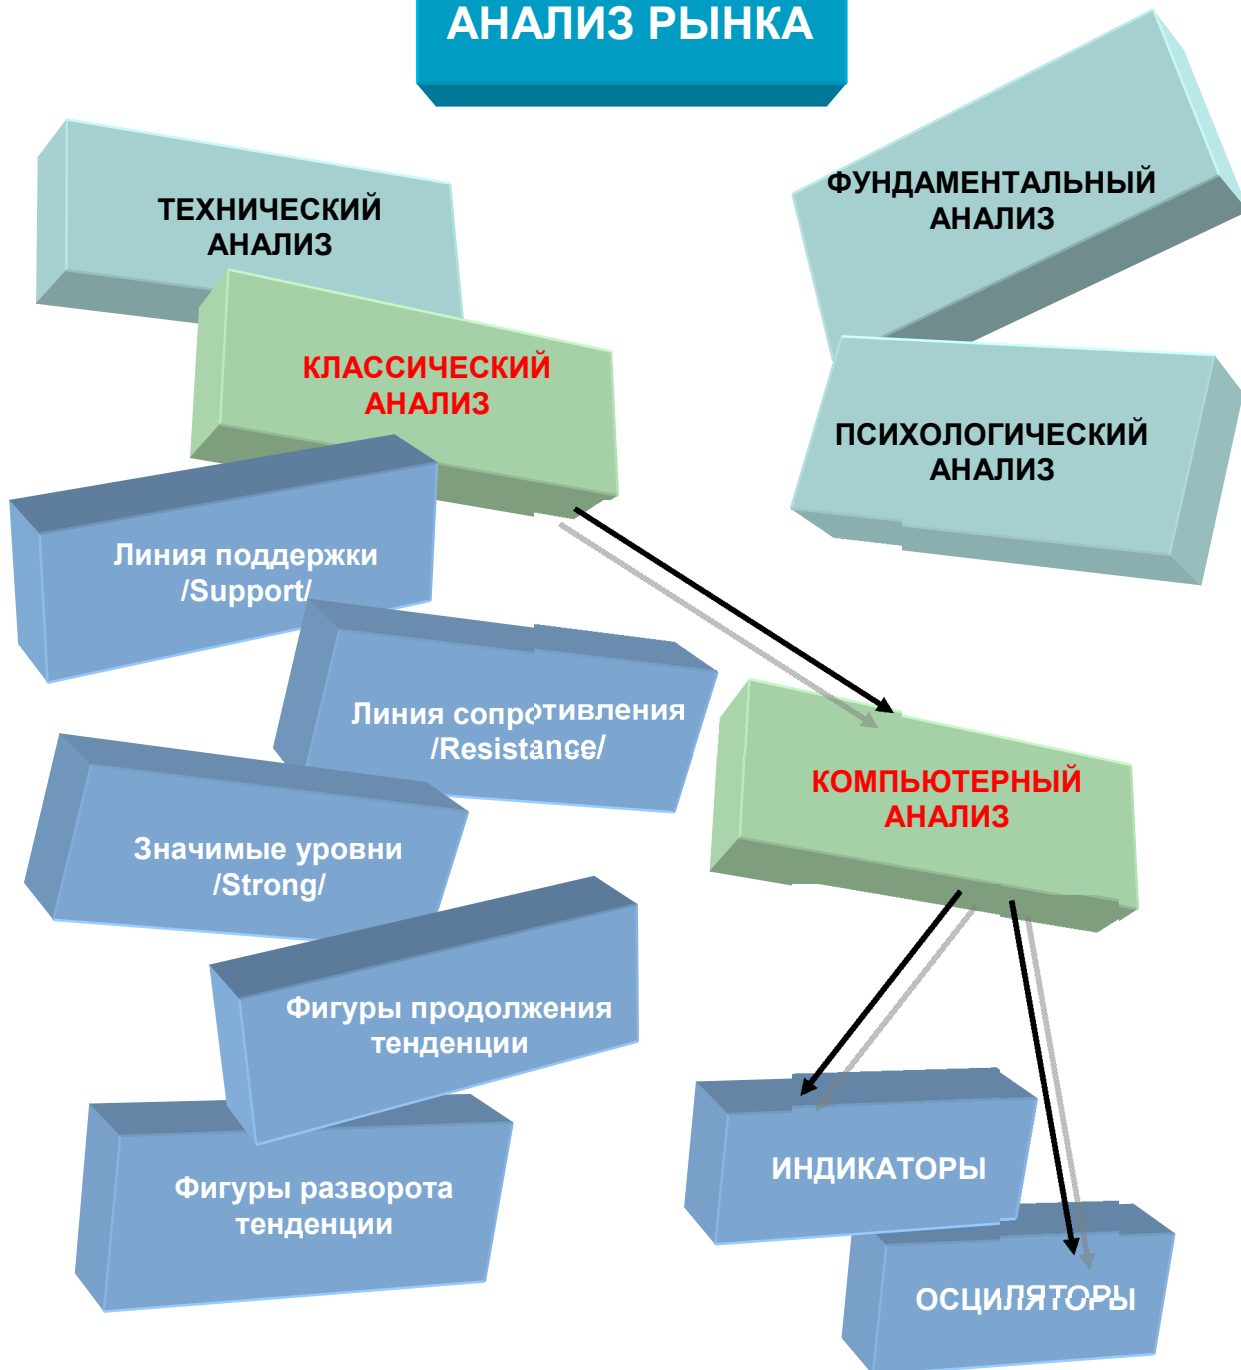 АНАЛИЗ РЫНКА
ТЕХНИЧЕСКИЙ
АНАЛИЗ
ФУНДАМЕНТАЛЬНЫЙ
АНАЛИЗ
КЛАССИЧЕСКИЙ
АНАЛИЗ
ПСИХОЛОГИЧЕСКИЙ
АНАЛИЗ
Линия поддержки
/Support/
Линия сопротивления
/Resistance/
КОМПЬЮТЕРНЫЙ
АНАЛИЗ
Значимые уровни
/Strong/
Фигуры продолжения
тенденции
ИНДИКАТОРЫ
Фигуры разворота
тенденции
ОСЦИЛЯТОРЫ